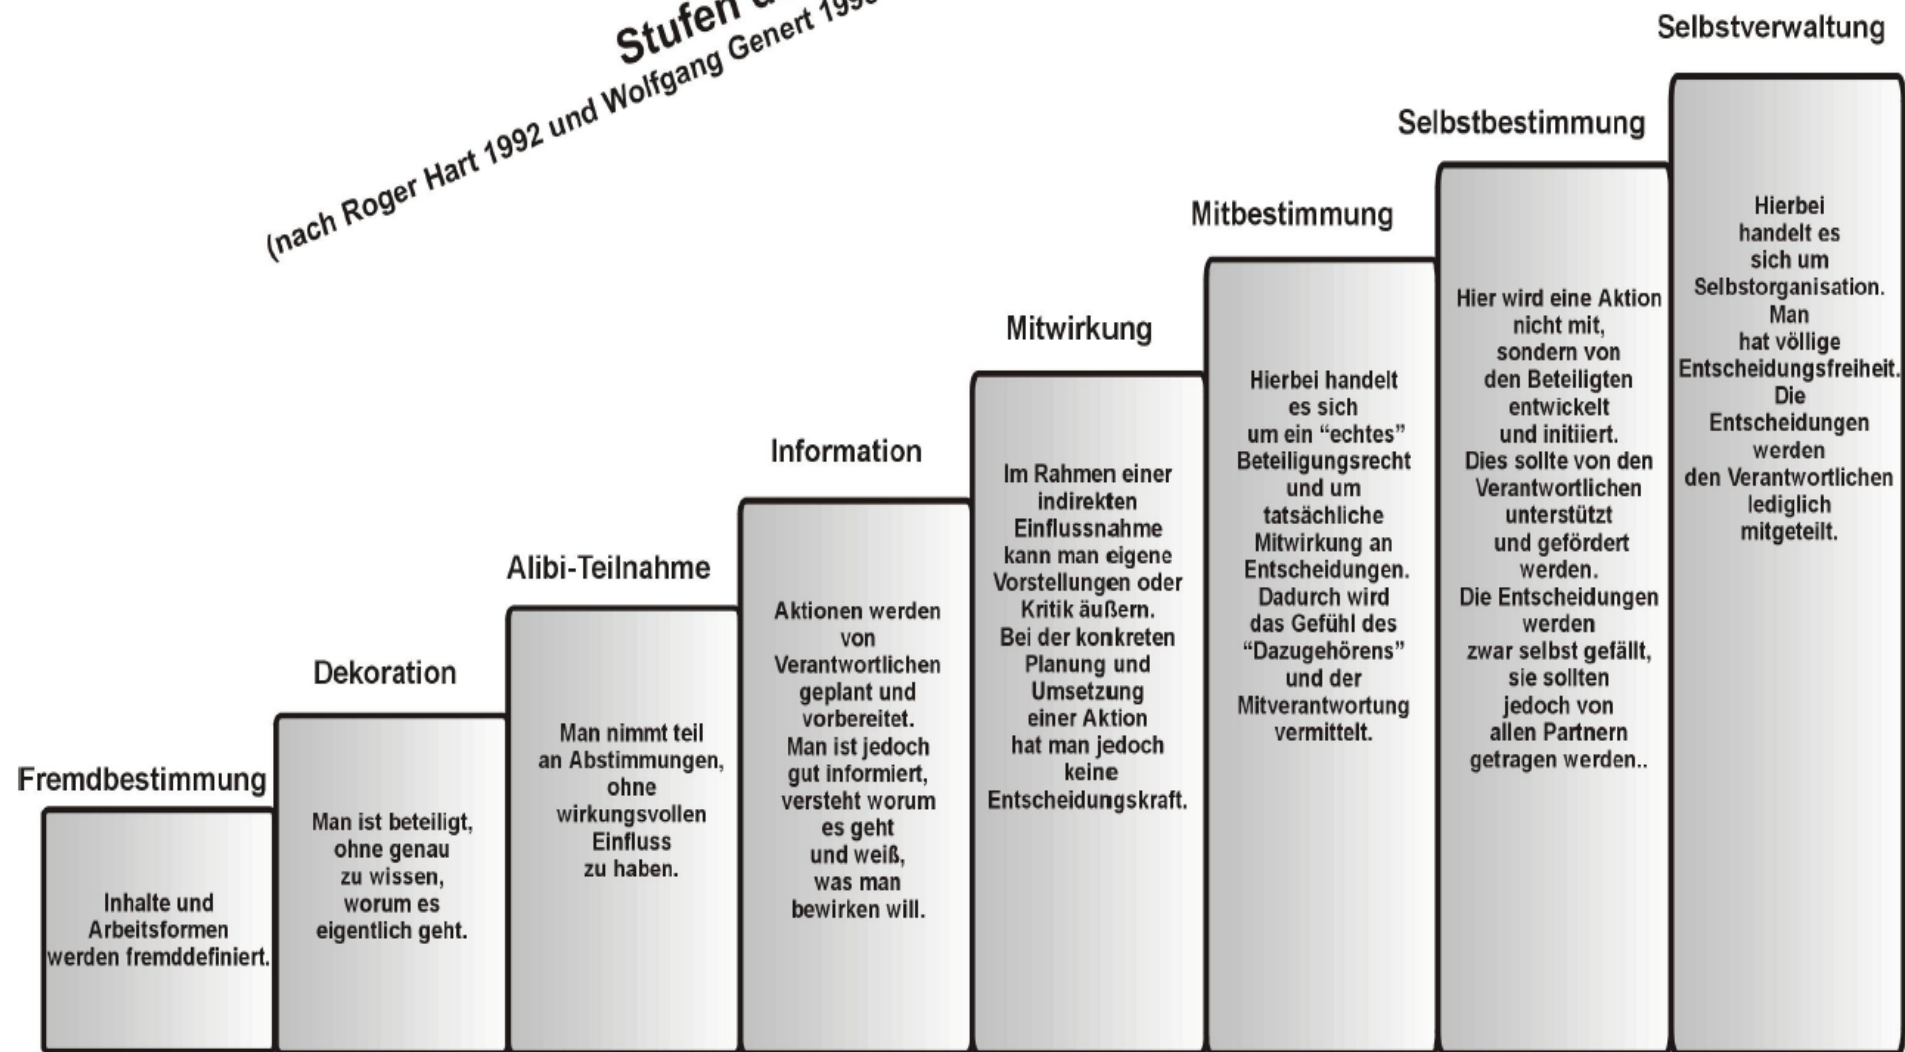 Stufen
(nach Roger Hart 1992 und Wolfgang Genert
Fremdbestimmung
Inhalte und
Arbeitsformen
werden fremddefiniert.
Dekoration
Man ist beteiligt,
ohne genau
zu wissen,
worum es
eigentlich geht.
Alibi-Teilnahme
Man nimmt teil
an Abstimmungen,
ohne
wirkungsvollen
Einfluss
zu haben.
Information
Aktionen werden
von
Verantwortlichen
geplant und
vorbereitet.
Man ist jedoch
gut informiert,
versteht worum
es geht
und weiß,
was man
bewirken will.
Mitwirkung
Im Rahmen einer
indirekten
Einflussnahme
kann man eigene
Vorstellungen oder
Kritik äußern.
Bei der konkreten
Planung und
Umsetzung
einer Aktion
hat man jedoch
keine
Entscheidungskraft.
Mitbestimmung
Hierbei handelt
es sich
um ein “echtes”
Beteiligungsrecht
und um
tatsächliche
Mitwirkung an
Entscheidungen.
Dadurch wird
das Gefühl des
“Dazugehörens”
und der
Mitverantwortung
vermittelt.
Selbstbestimmung
Hier wird eine Aktion
nicht mit,
sondern von
den Beteiligten
entwickelt
und initiiert.
Dies sollte von den
Verantwortlichen
unterstützt
und gefördert
werden.
Die Entscheidungen
werden
zwar selbst gefällt,
sie sollten
jedoch von
allen Partnern
getragen werden..
Selbstverwaltung
Hierbei
handelt es
sich um
Selbstorganisation.
Man
hat völlige
Entscheidungsfreiheit.
Die
Entscheidungen
werden
den Verantwortlichen
lediglich
mitgeteilt.